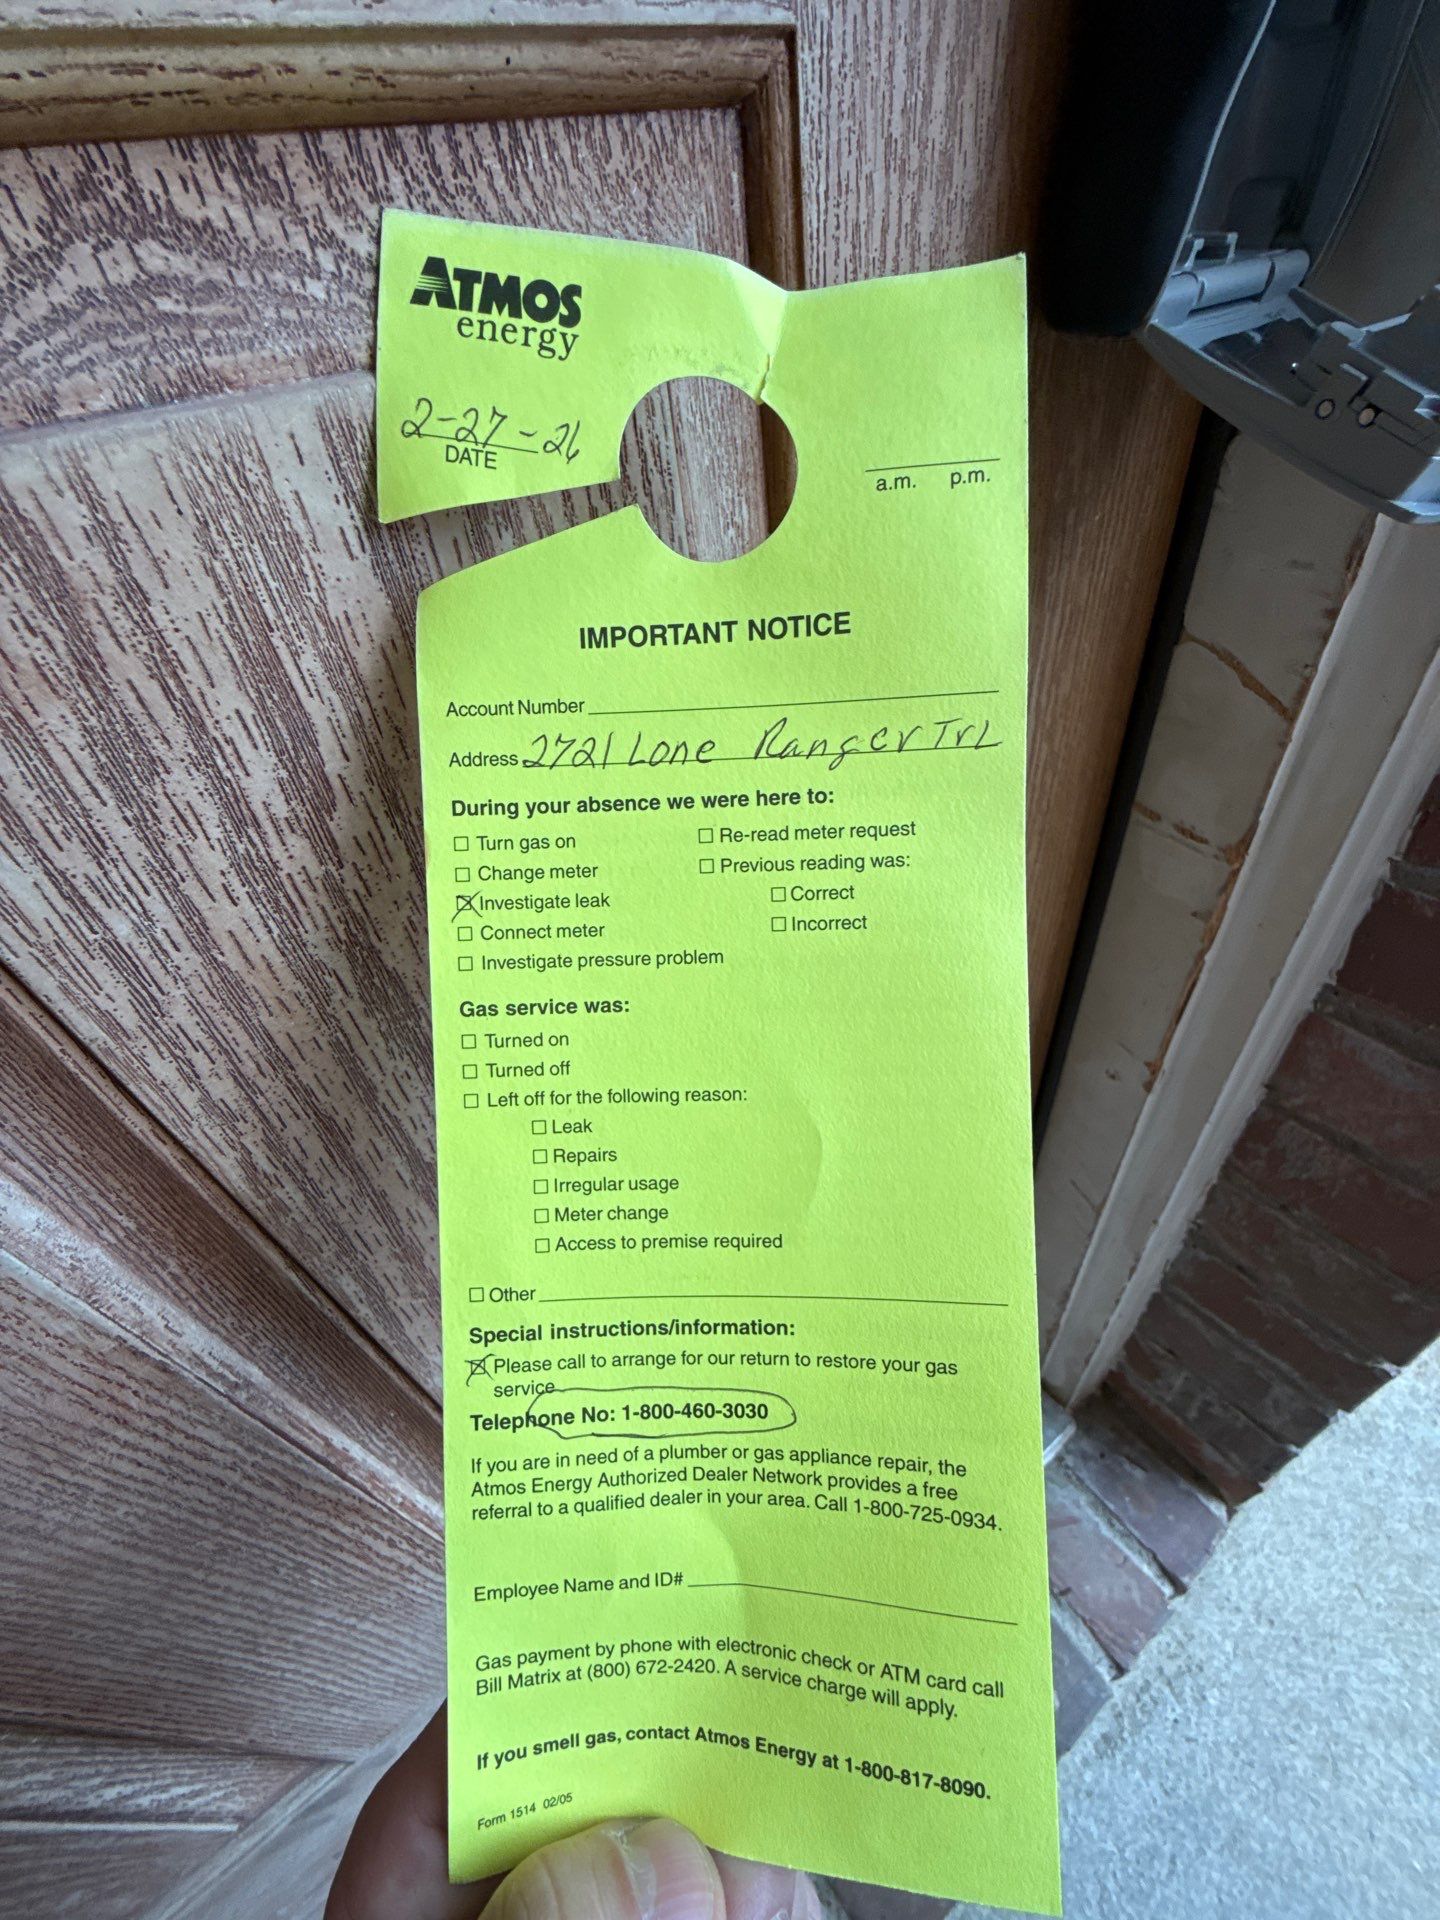 ATMOS
energy
2-27-26
DATE
a.m. p.m.
IMPORTANT NOTICE
Account Number
Address 2721 Lone Ranger Trl
During your absence we were here to:
☐ Turn gas on ☐ Re-read meter request
☐ Change meter ☐ Previous reading was:
☒ Investigate leak ☐ Correct
☐ Connect meter ☐ Incorrect
☐ Investigate pressure problem
Gas service was:
☐ Turned on
☐ Turned off
☐ Left off for the following reason:
☐ Leak
☐ Repairs
☐ Irregular usage
☐ Meter change
☐ Access to premise required
☐ Other
Special instructions/information:
☒ Please call to arrange for our return to restore your gas
service
Telephone No: 1-800-460-3030
If you are in need of a plumber or gas appliance repair, the
Atmos Energy Authorized Dealer Network provides a free
referral to a qualified dealer in your area. Call 1-800-725-0934.
Employee Name and ID#
Gas payment by phone with electronic check or ATM card call
Bill Matrix at (800) 672-2420. A service charge will apply.
If you smell gas, contact Atmos Energy at 1-800-817-8090.
Form 1514 02/05